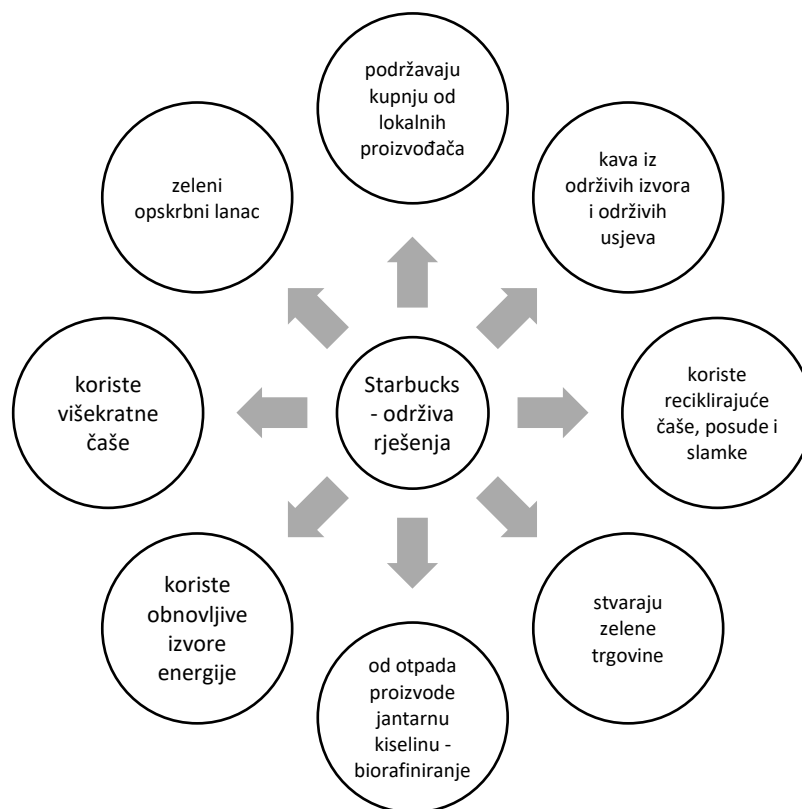 podržavaju
kupnju od
lokalnih
proizvođača
kava iz
održivih izvora
i održivih
usjeva
koriste
reciklirajuće
čaše, posude i
slamke
stvaraju
zelene
trgovine
od otpada
proizvode
jantarnu
kiselinu -
biorafiniranje
koriste
obnovljive
izvore
energije
koriste
višekratne
čaše
zeleni
opskrbni lanac
Starbucks
- održiva
rješenja